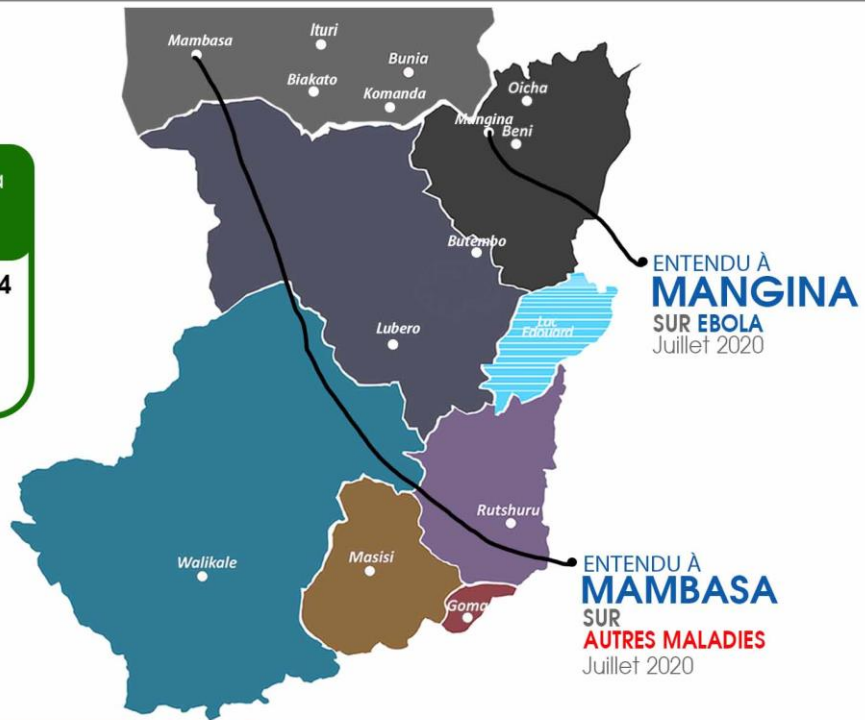 Mambasa
Ituri
Bunia
Biakato
Komanda
Oicha
Mangina
Beni
4
Butembo
ENTENDU À
MANGINA
SUR EBOLA
Juillet 2020
Lac
Edouard
Lubero
Rutshuru
Walikale
Masisi
ENTENDU À
MAMBASA
SUR
AUTRES MALADIES
Juillet 2020
Goma